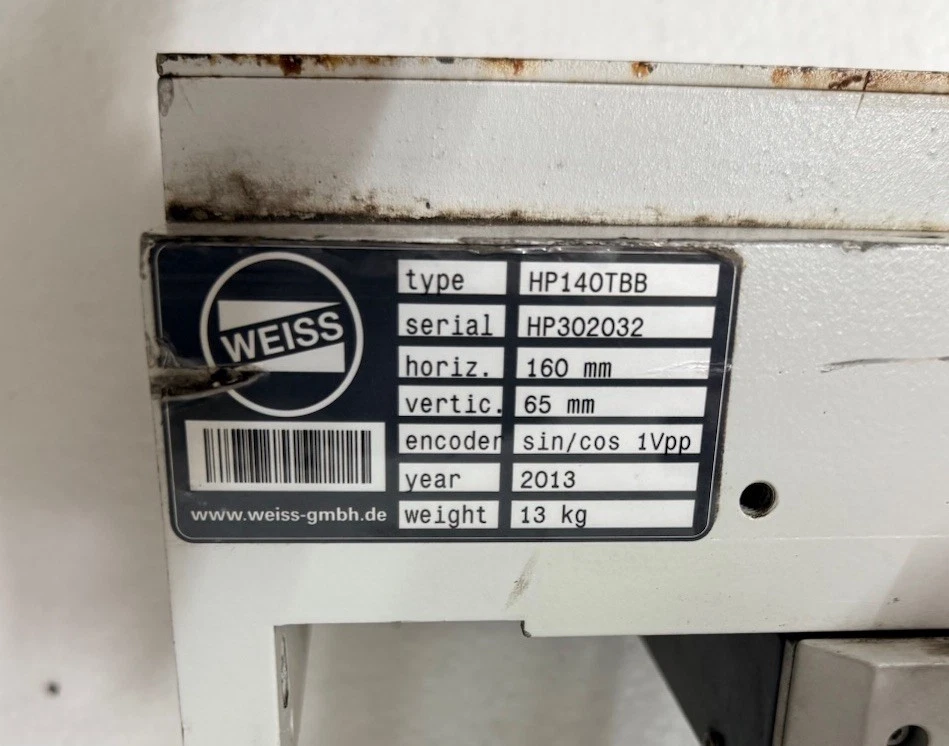 WEISS
www.weiss-gmbh.de
type HP140TBB
serial HP302032
horiz. 160 mm
vertic. 65 mm
encoder sin/cos 1Vpp
year 2013
weight 13 kg